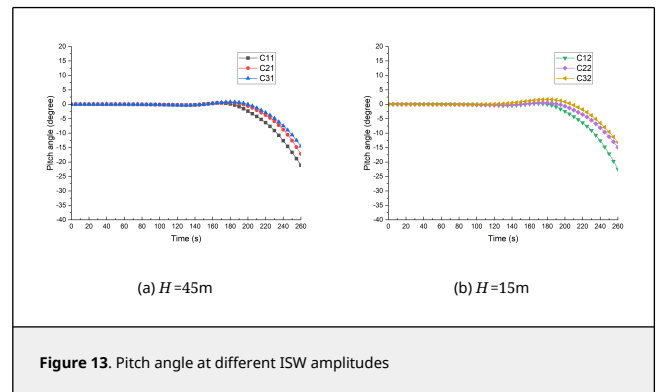 20
15
10
5
0
-5
-10
-15
-20
-25
-30
-35
-40
Pitch angle (degree)
0 20 40 60 80 100 120 140 160 180 200 220 240 260
Time (s)
C11
C21
C31
20
15
10
5
0
-5
-10
-15
-20
-25
-30
-35
-40
Pitch angle (degree)
0 20 40 60 80 100 120 140 160 180 200 220 240 260
Time (s)
C12
C22
C32
(a) H=45m
(b) H=15m
Figure 13. Pitch angle at different ISW amplitudes